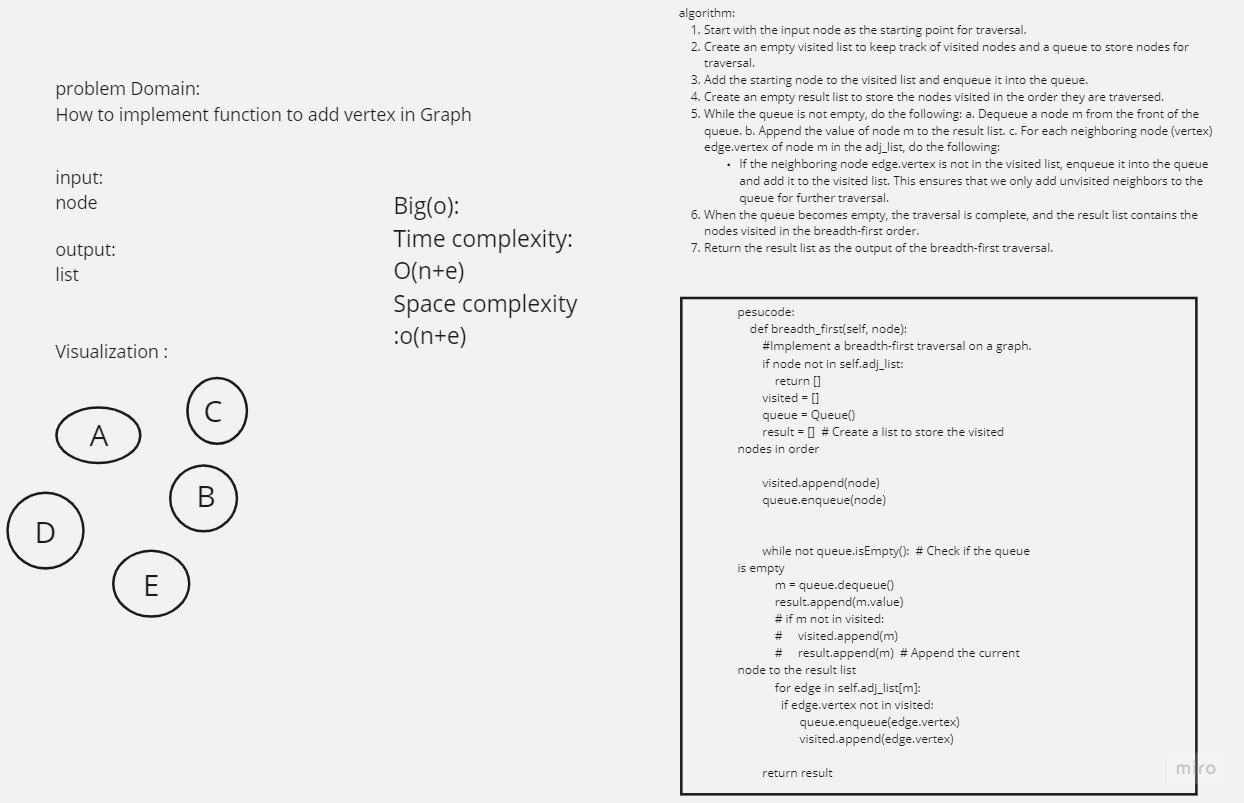 problem Domain:
How to implement function to add vertex in Graph
input:
node
output:
list
Big(o):
Time complexity:
O(n+e)
Space complexity
:o(n+e)
Visualization :
A
C
B
D
E
algorithm:
1. Start with the input node as the starting point for traversal.
2. Create an empty visited list to keep track of visited nodes and a queue to store nodes for
traversal.
3. Add the starting node to the visited list and enqueue it into the queue.
4. Create an empty result list to store the nodes visited in the order they are traversed.
5. While the queue is not empty, do the following: a. Dequeue a node m from the front of the
queue. b. Append the value of node m to the result list. c. For each neighboring node (vertex)
edge.vertex of node m in the adj_list, do the following:
• If the neighboring node edge.vertex is not in the visited list, enqueue it into the queue
and add it to the visited list. This ensures that we only add unvisited neighbors to the
queue for further traversal.
6. When the queue becomes empty, the traversal is complete, and the result list contains the
nodes visited in the breadth-first order.
7. Return the result list as the output of the breadth-first traversal.
pesucode:
def breadth_first(self, node):
#Implement a breadth-first traversal on a graph.
if node not in self.adj_list:
return []
visited = []
queue = Queue()
result = [] # Create a list to store the visited
nodes in order
visited.append(node)
queue.enqueue(node)
while not queue.isEmpty(): # Check if the queue
is empty
m = queue.dequeue()
result.append(m.value)
# if m not in visited:
# visited.append(m)
# result.append(m) # Append the current
node to the result list
for edge in self.adj_list[m]:
if edge.vertex not in visited:
queue.enqueue(edge.vertex)
visited.append(edge.vertex)
return result
miro